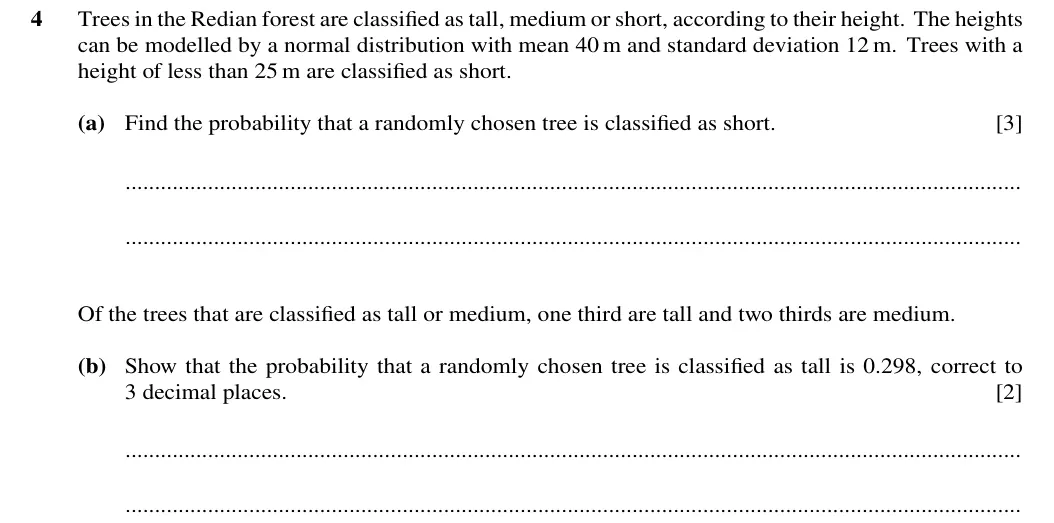 4 Trees in the Redian forest are classified as tall, medium or short, according to their height. The heights
can be modelled by a normal distribution with mean 40 m and standard deviation 12 m. Trees with a
height of less than 25 m are classified as short.
(a) Find the probability that a randomly chosen tree is classified as short. [3]
................................................................................................................................................
................................................................................................................................................
Of the trees that are classified as tall or medium, one third are tall and two thirds are medium.
(b) Show that the probability that a randomly chosen tree is classified as tall is 0.298, correct to
3 decimal places. [2]
................................................................................................................................................
................................................................................................................................................